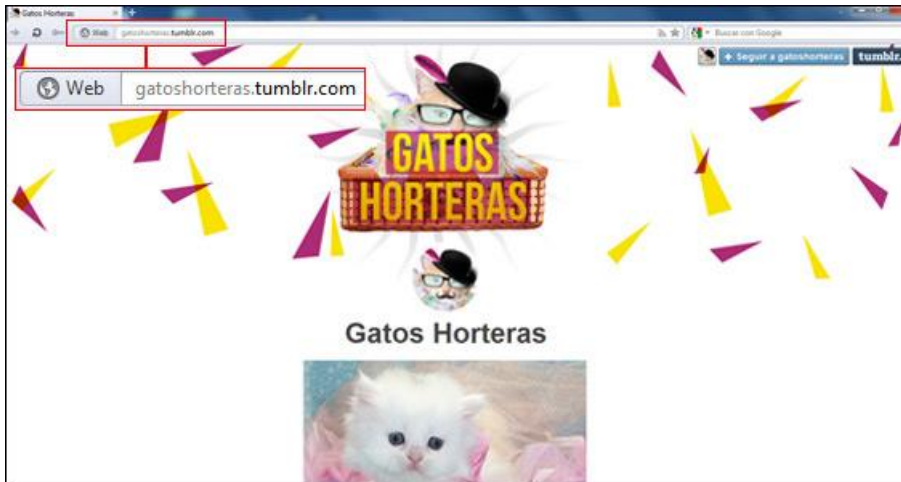 Gatos Horteras
Web gatoshorteras.tumblr.com
Buscar con Google
+ Seguir a gatoshorteras tumblr.
Web gatoshorteras.tumblr.com
GATOS
HORTERAS
Gatos Horteras